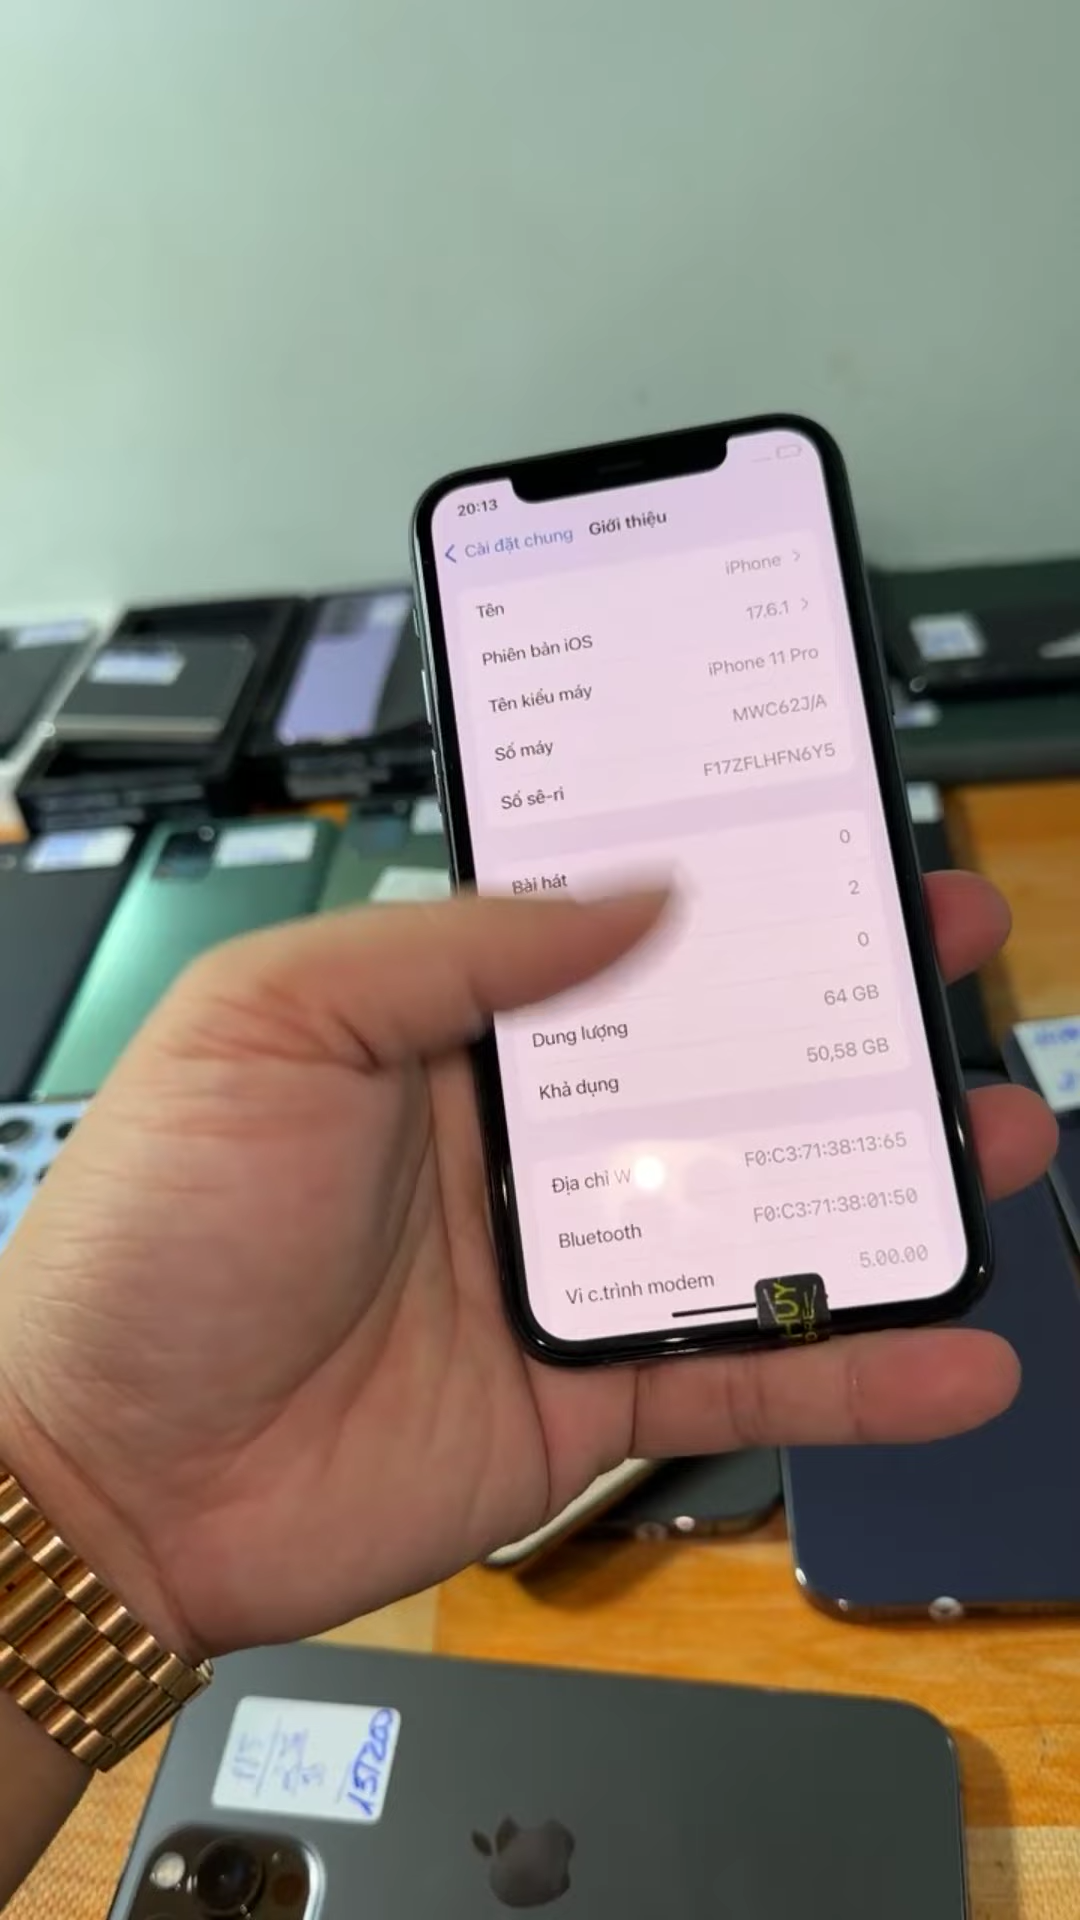 20:13
Cài đặt chung
Giới thiệu
Tên
iPhone
Phiên bản iOS
17.6.1
Tên kiểu máy
iPhone 11 Pro
Số máy
MWC62J/A
Số sê-ri
F17ZFLHFN6Y5
Bài hát
0
2
0
Dung lượng
64 GB
Khả dụng
50,58 GB
Địa chỉ W
F0:C3:71:38:13:65
Bluetooth
F0:C3:71:38:01:50
Vi c.trình modem
5.00.00
HUY
15T200